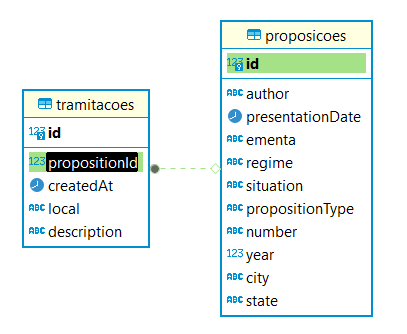 tramitacoes
123 id
123 propositionId
createdAt
ABC local
ABC description
proposicoes
123 id
ABC author
presentationDate
ABC ementa
ABC regime
ABC situation
ABC propositionType
ABC number
123 year
ABC city
ABC state